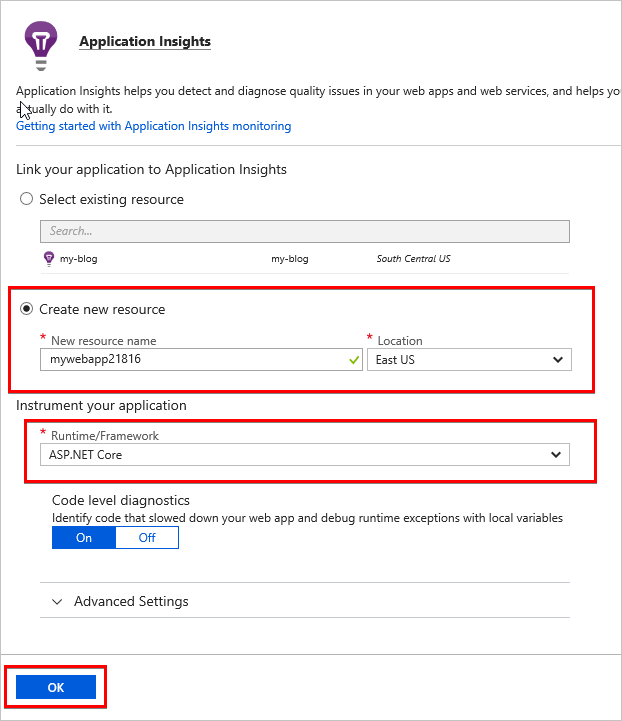 Application Insights
Application Insights helps you detect and diagnose quality issues in your web apps and web services, and helps you
actually do with it.
Getting started with Application Insights monitoring
Link your application to Application Insights
Select existing resource
Search...
my-blog my-blog South Central US
Create new resource
* New resource name * Location
mywebapp21816 East US
Instrument your application
* Runtime/Framework
ASP.NET Core
Code level diagnostics
Identify code that slowed down your web app and debug runtime exceptions with local variables
On Off
Advanced Settings
OK